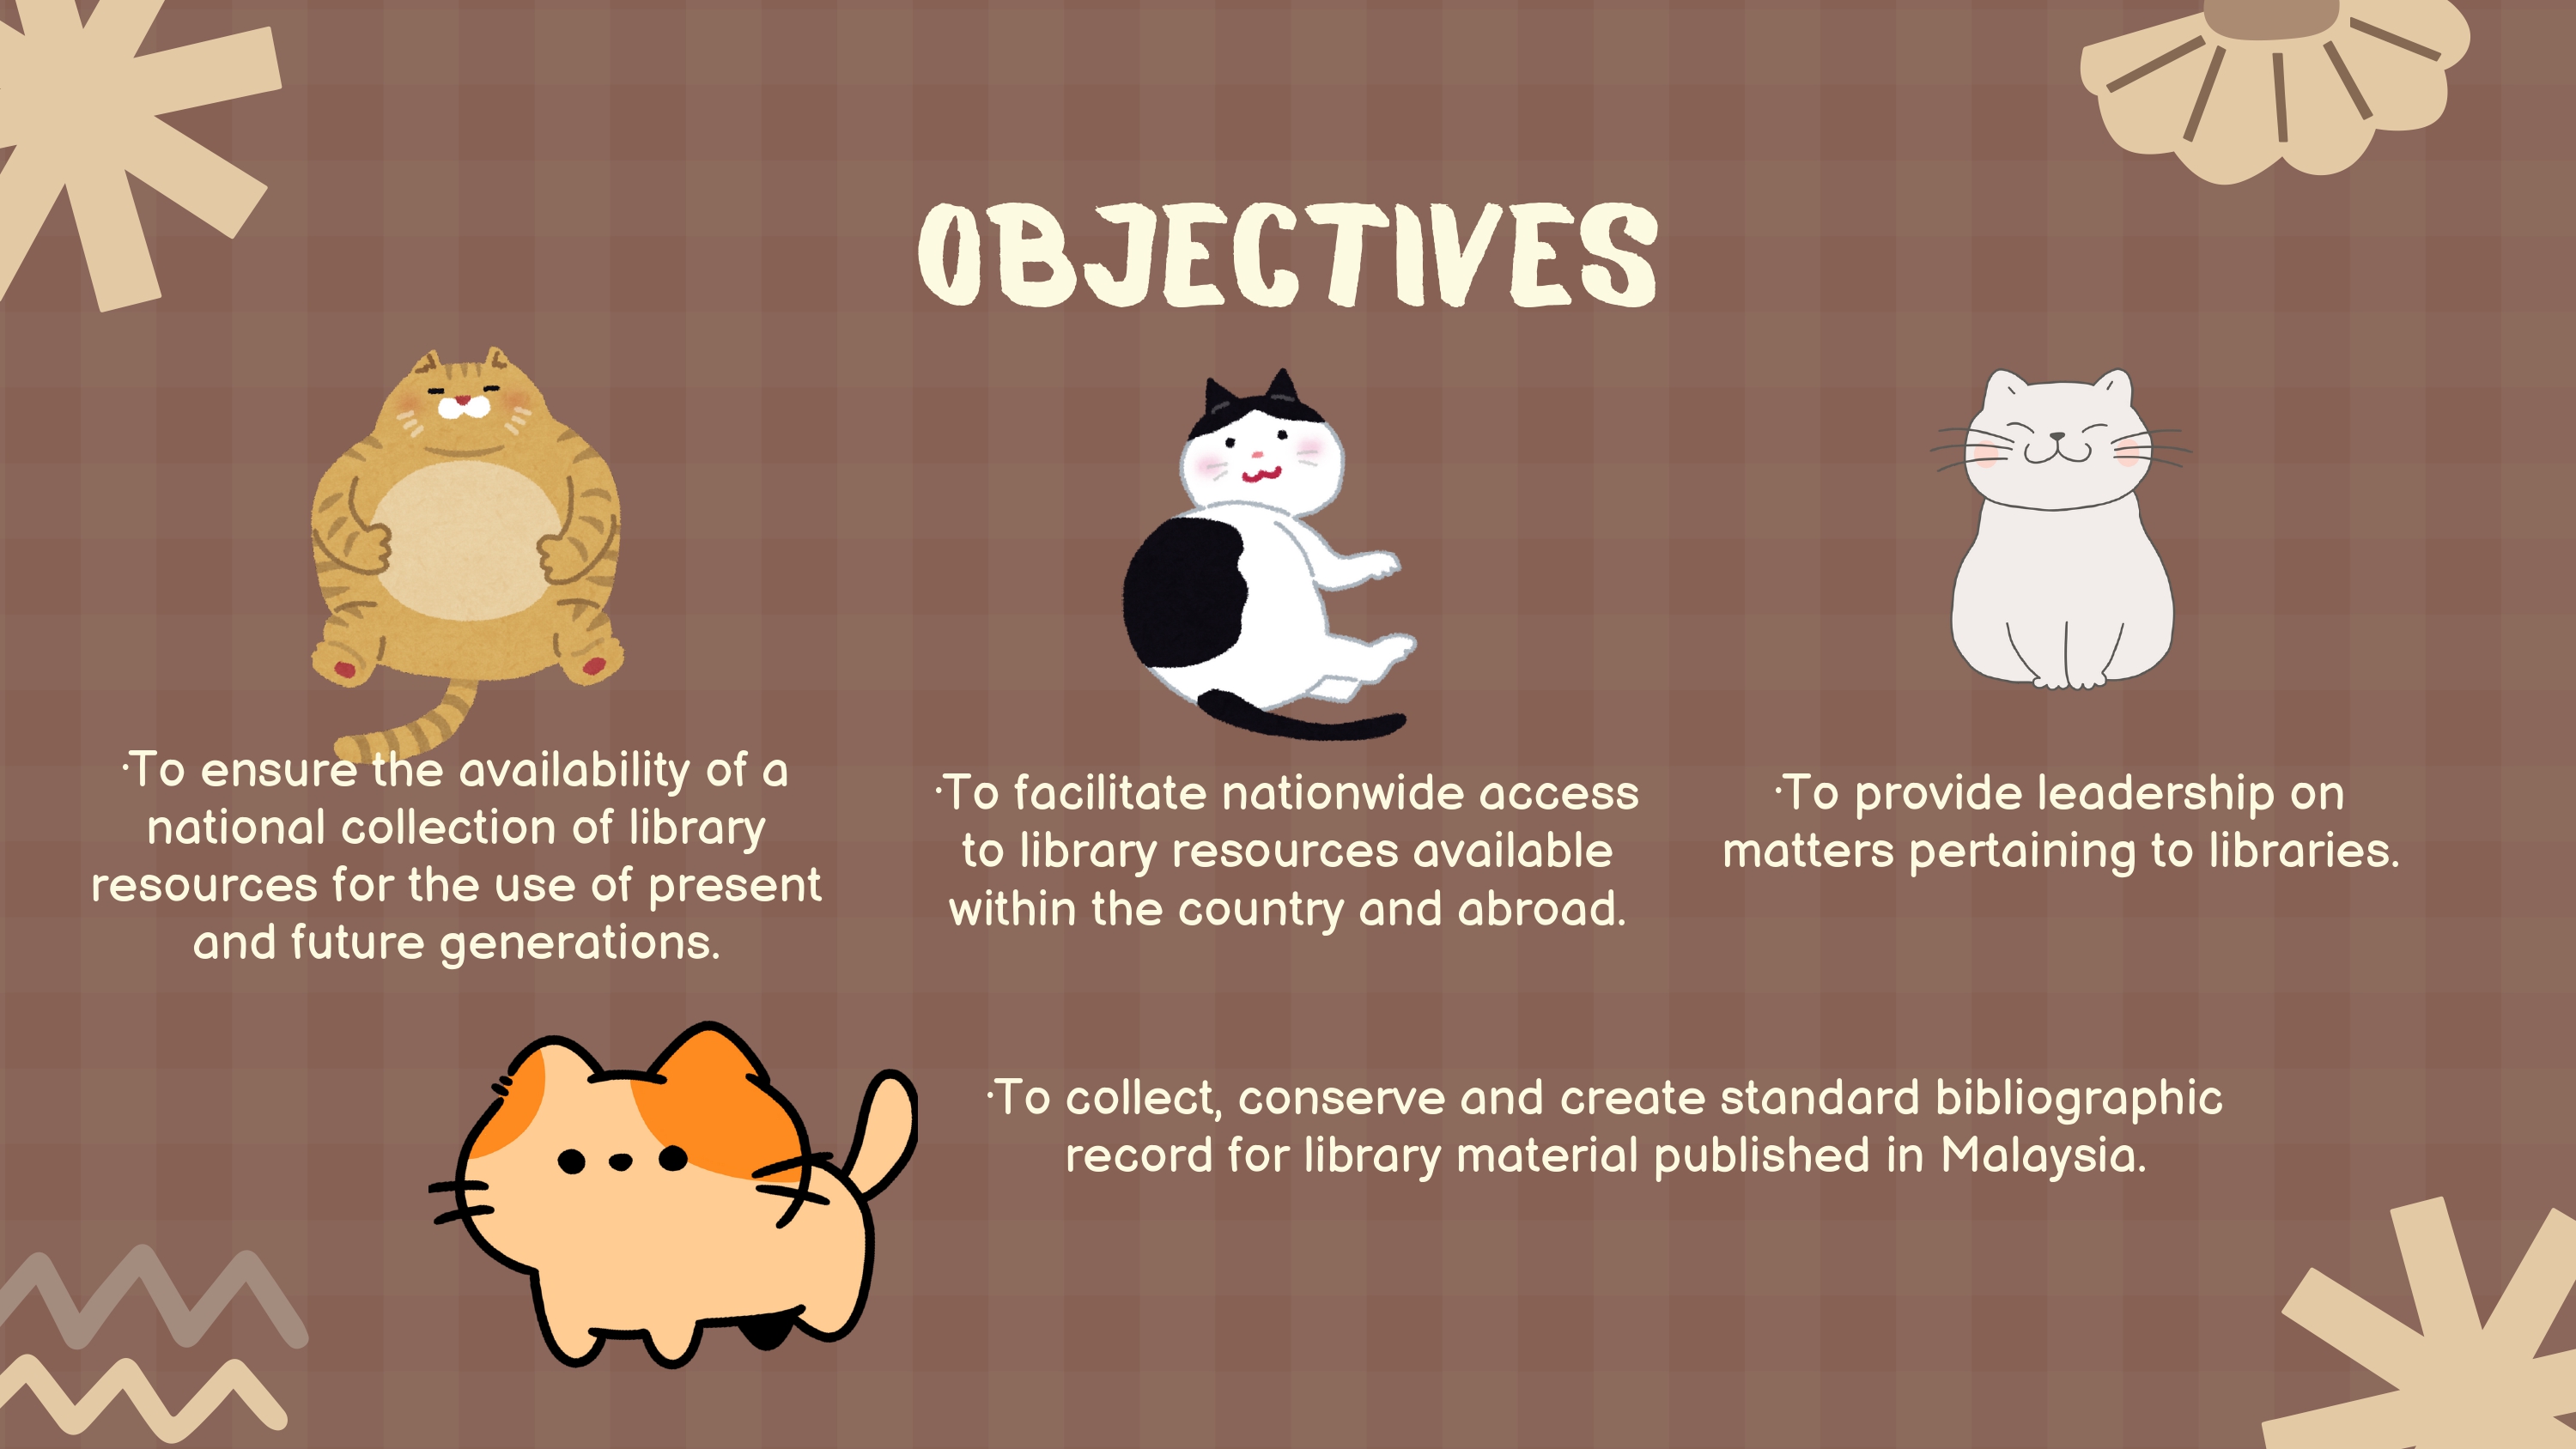 OBJECTIVES
·To ensure the availability of a
national collection of library
resources for the use of present
and future generations.
·To facilitate nationwide access
to library resources available
within the country and abroad.
·To provide leadership on
matters pertaining to libraries.
·To collect, conserve and create standard bibliographic
record for library material published in Malaysia.